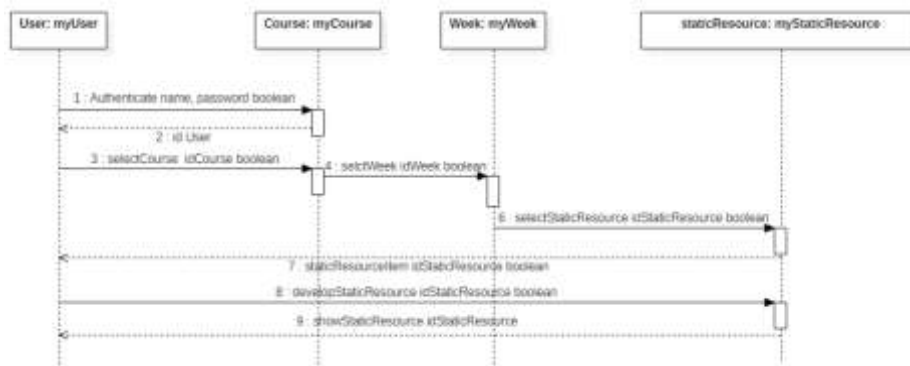 User: myUser
Course: myCourse
Week: myWeek
staticResource: myStaticResource
1 : Authenticate name, password boolean
2 : id User
3 : selectCourse idCourse boolean
4 : selctWeek idWeek boolean
6 : selectStaticResource idStaticResource boolean
7 : staticResourceItem idStaticResource boolean
8 : developStaticResource idStaticResource boolean
9 : showStaticResource idStaticResource